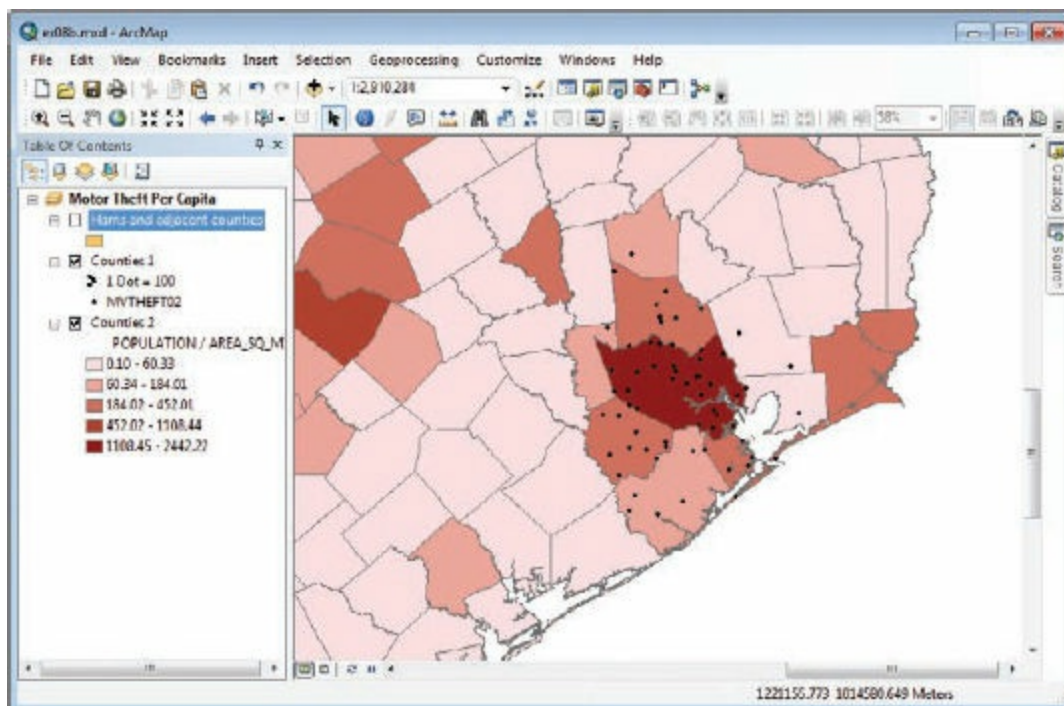 ex08b.mxd - ArcMap
File Edit View Bookmarks Insert Selection Geoprocessing Customize Windows Help
1:2,910,284
58%
Table Of Contents
Motor Theft Per Capita
Harris and adjacent counties
Counties 1
1 Dot = 100
MVTHEFT02
Counties 2
POPULATION / AREA_SQ_M
0.10 - 60.33
60.34 - 184.01
184.02 - 452.01
452.02 - 1108.44
1108.45 - 2442.22
Catalog
Search
1221155.773 1014580.649 Meters